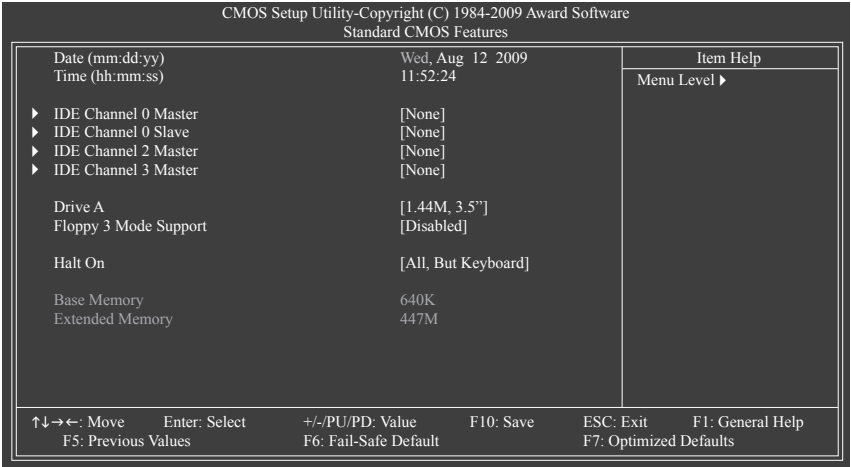 CMOS Setup Utility-Copyright (C) 1984-2009 Award Software
Standard CMOS Features
Date (mm:dd:yy) Wed, Aug 12 2009
Time (hh:mm:ss) 11:52:24
IDE Channel 0 Master [None]
IDE Channel 0 Slave [None]
IDE Channel 2 Master [None]
IDE Channel 3 Master [None]
Drive A [1.44M, 3.5”]
Floppy 3 Mode Support [Disabled]
Halt On [All, But Keyboard]
Base Memory 640K
Extended Memory 447M
Item Help
Menu Level
↑↓→←: Move Enter: Select +/-/PU/PD: Value F10: Save ESC: Exit F1: General Help
F5: Previous Values F6: Fail-Safe Default F7: Optimized Defaults